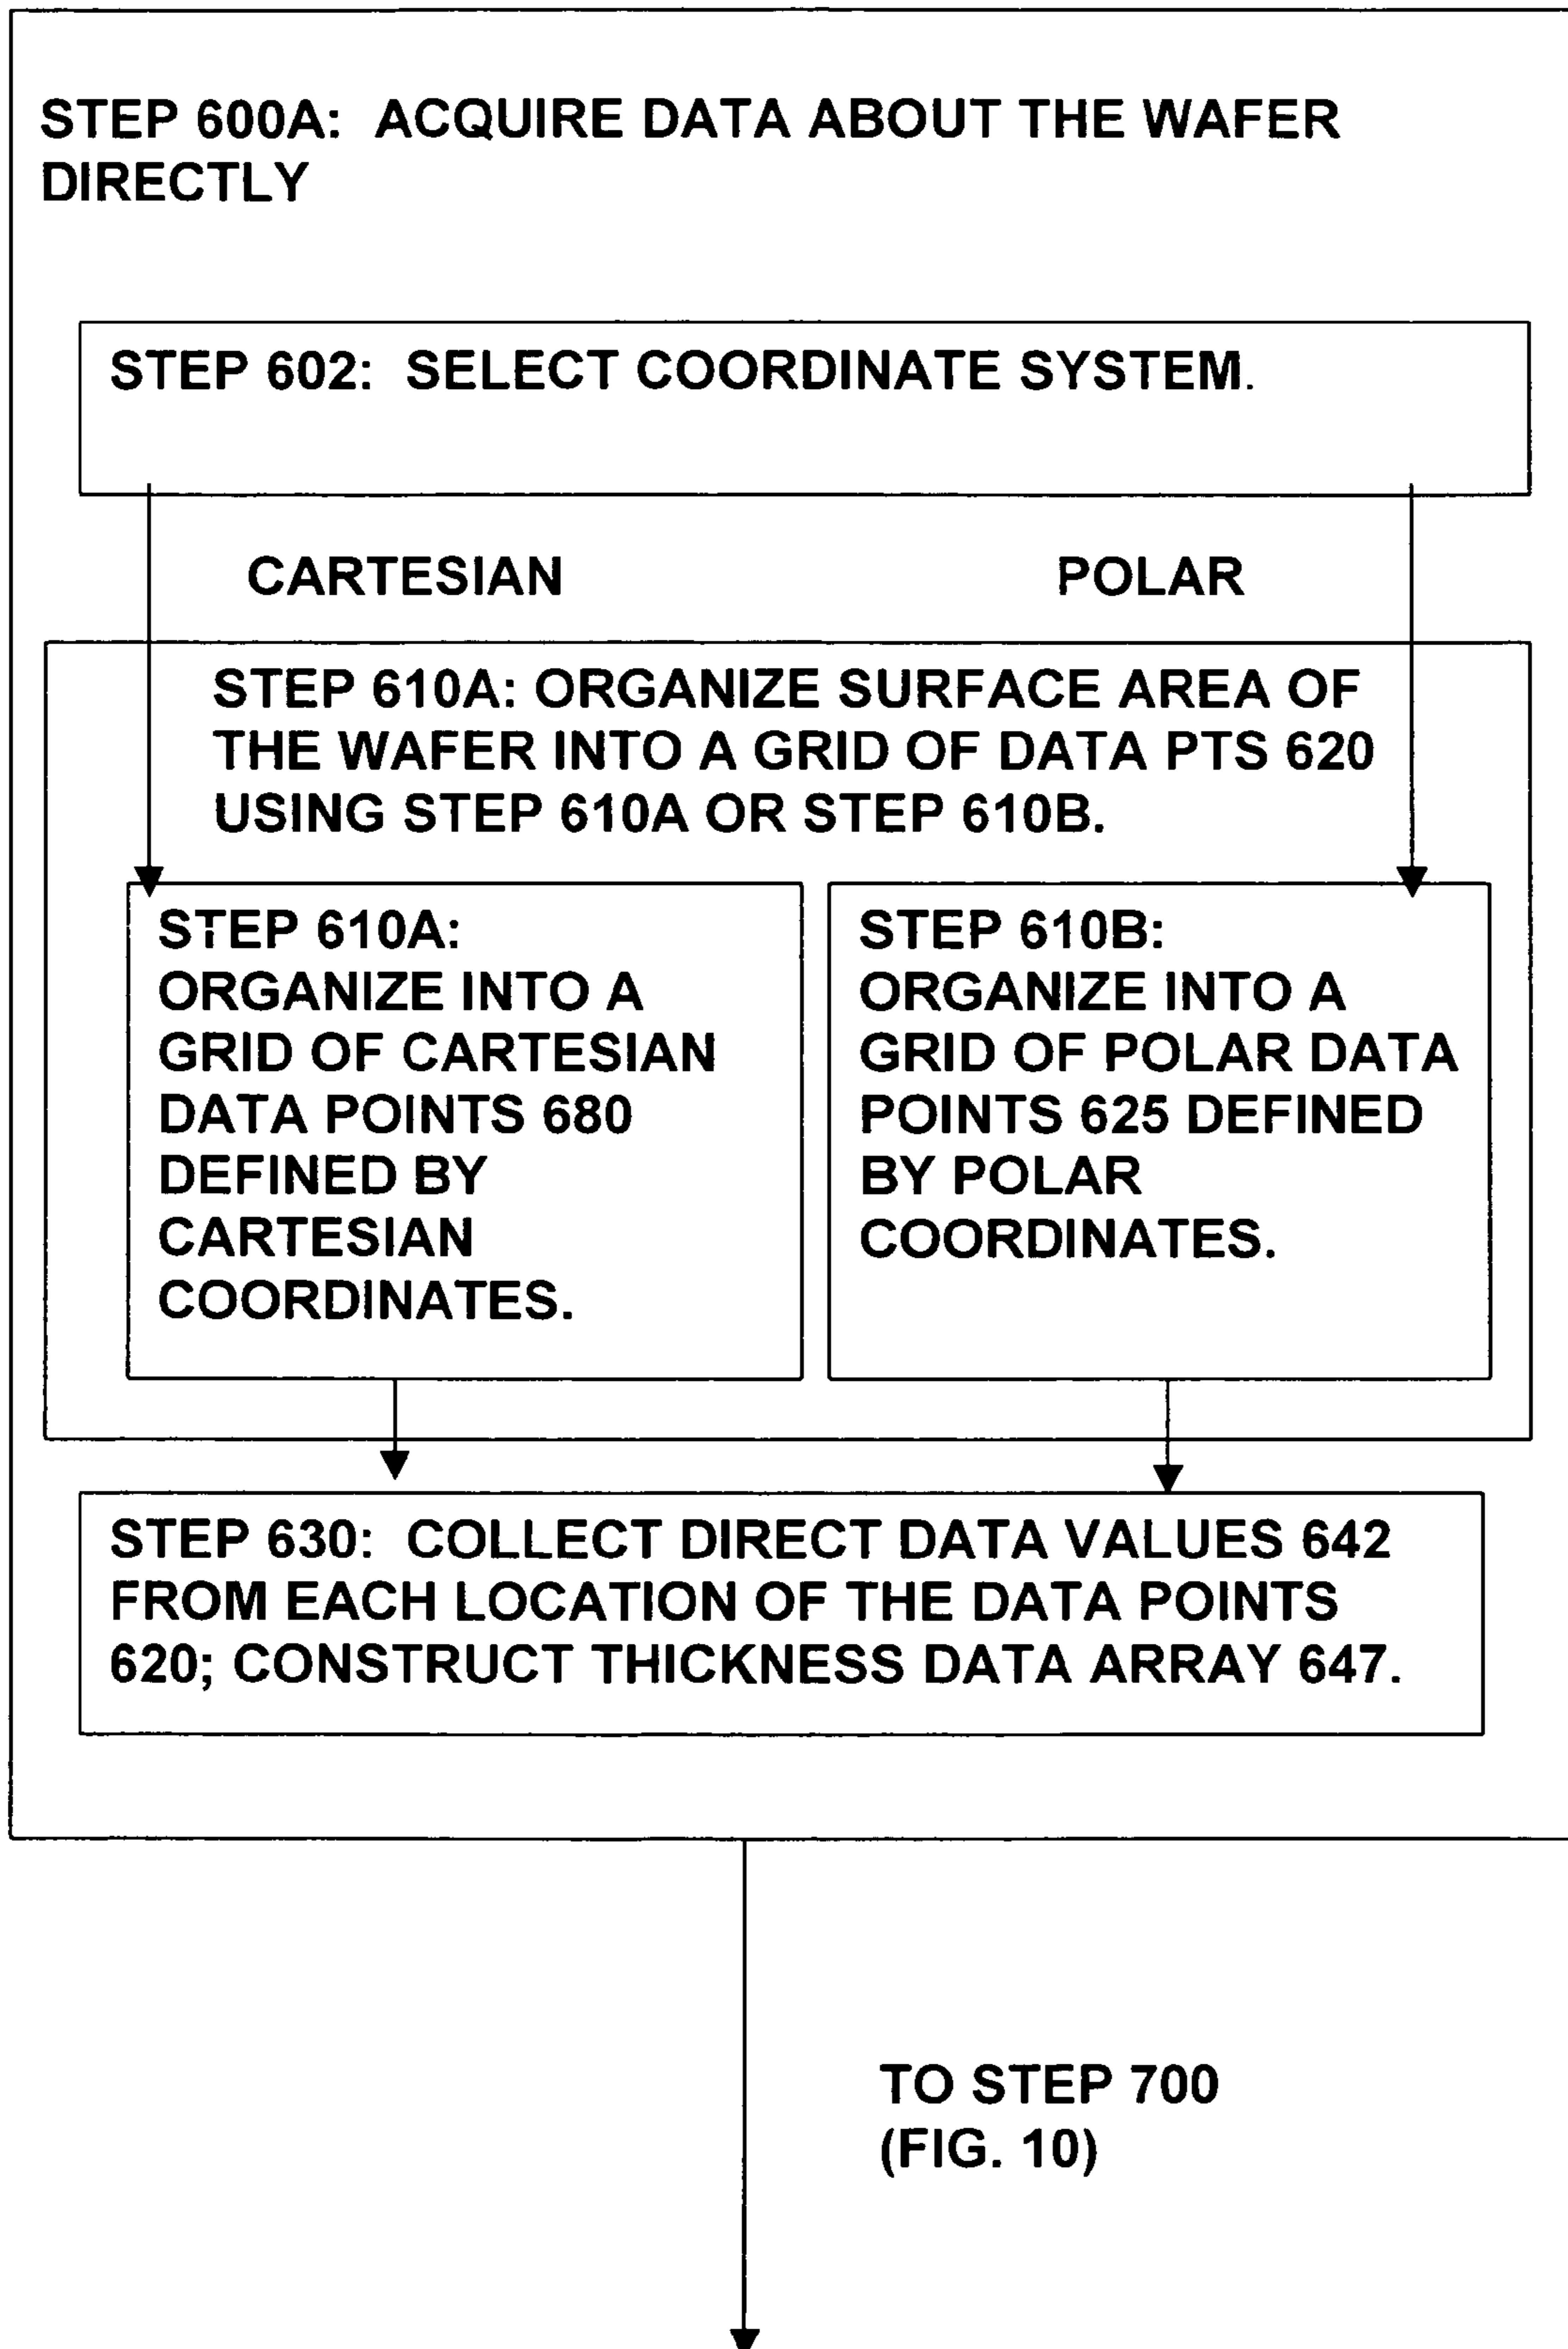 STEP 600A: ACQUIRE DATA ABOUT THE WAFER
DIRECTLY
STEP 602: SELECT COORDINATE SYSTEM.
CARTESIAN
POLAR
STEP 610A: ORGANIZE SURFACE AREA OF
THE WAFER INTO A GRID OF DATA PTS 620
USING STEP 610A OR STEP 610B.
STEP 610A:
ORGANIZE INTO A
GRID OF CARTESIAN
DATA POINTS 680
DEFINED BY
CARTESIAN
COORDINATES.
STEP 610B:
ORGANIZE INTO A
GRID OF POLAR DATA
POINTS 625 DEFINED
BY POLAR
COORDINATES.
STEP 630: COLLECT DIRECT DATA VALUES 642
FROM EACH LOCATION OF THE DATA POINTS
620; CONSTRUCT THICKNESS DATA ARRAY 647.
TO STEP 700
(FIG. 10)